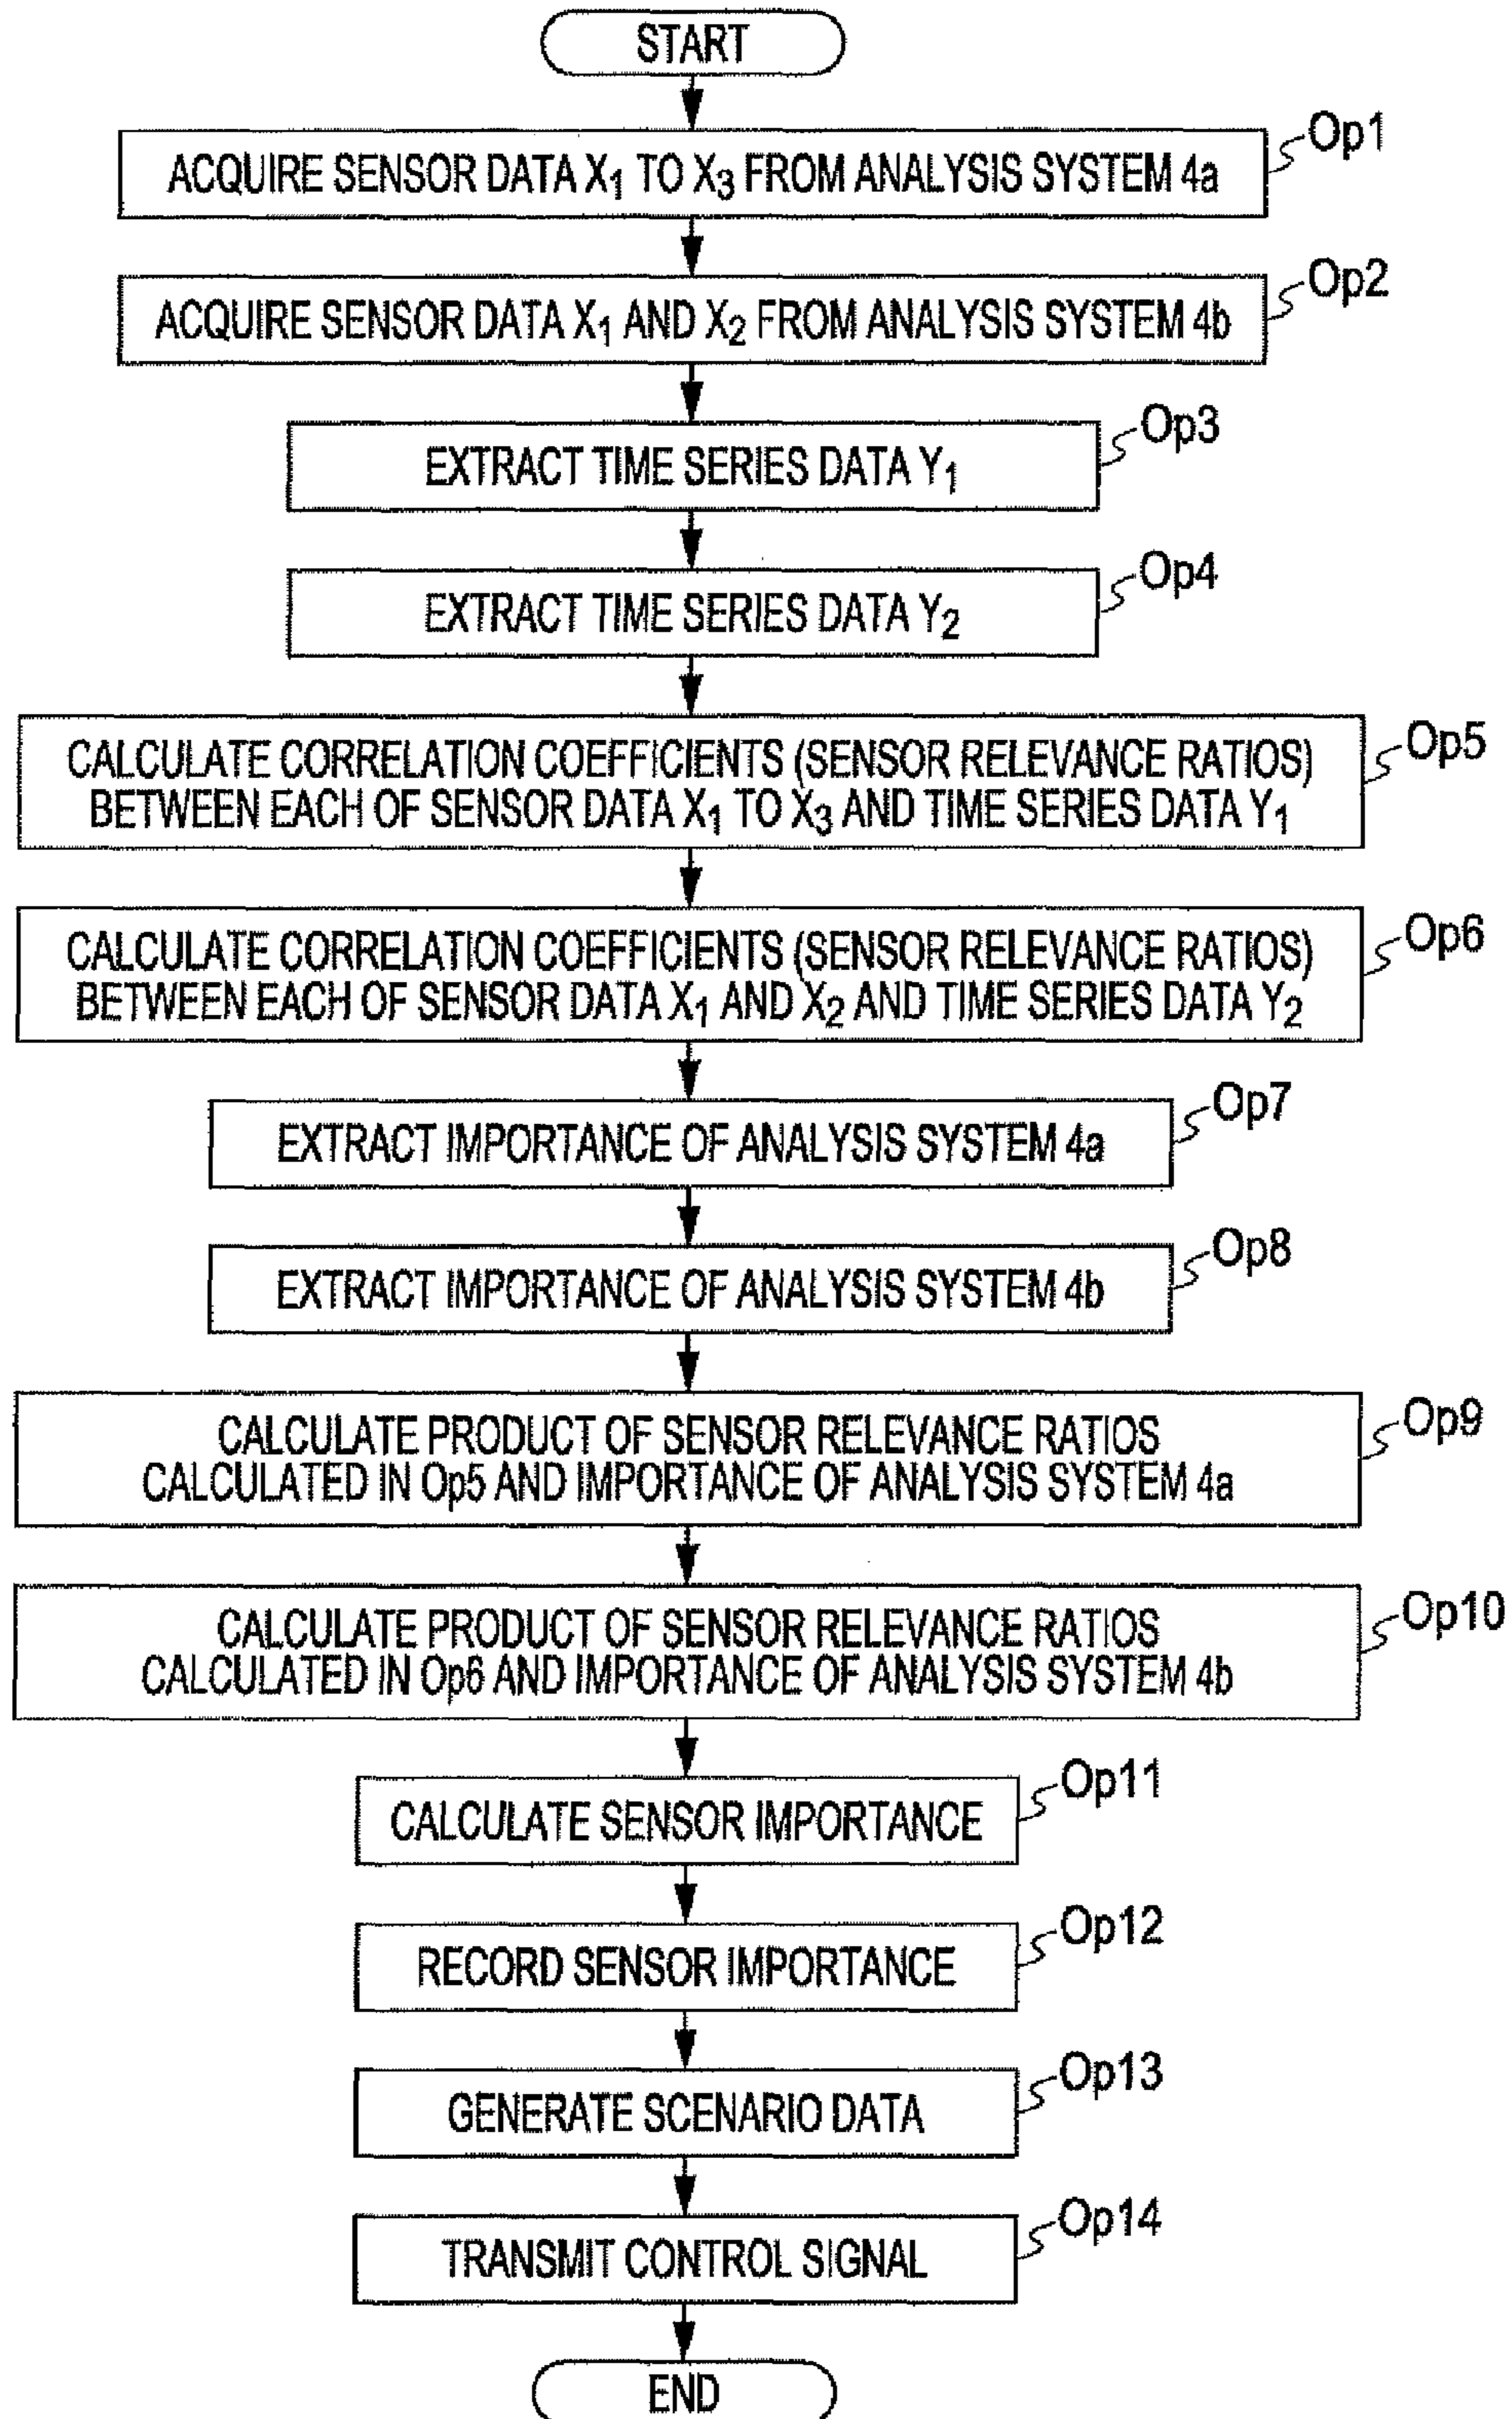 START
Op1
ACQUIRE SENSOR DATA X₁ TO X₃ FROM ANALYSIS SYSTEM 4a
Op2
ACQUIRE SENSOR DATA X₁ AND X₂ FROM ANALYSIS SYSTEM 4b
Op3
EXTRACT TIME SERIES DATA Y₁
Op4
EXTRACT TIME SERIES DATA Y₂
Op5
CALCULATE CORRELATION COEFFICIENTS (SENSOR RELEVANCE RATIOS)
BETWEEN EACH OF SENSOR DATA X₁ TO X₃ AND TIME SERIES DATA Y₁
Op6
CALCULATE CORRELATION COEFFICIENTS (SENSOR RELEVANCE RATIOS)
BETWEEN EACH OF SENSOR DATA X₁ AND X₂ AND TIME SERIES DATA Y₂
Op7
EXTRACT IMPORTANCE OF ANALYSIS SYSTEM 4a
Op8
EXTRACT IMPORTANCE OF ANALYSIS SYSTEM 4b
Op9
CALCULATE PRODUCT OF SENSOR RELEVANCE RATIOS
CALCULATED IN Op5 AND IMPORTANCE OF ANALYSIS SYSTEM 4a
Op10
CALCULATE PRODUCT OF SENSOR RELEVANCE RATIOS
CALCULATED IN Op6 AND IMPORTANCE OF ANALYSIS SYSTEM 4b
Op11
CALCULATE SENSOR IMPORTANCE
Op12
RECORD SENSOR IMPORTANCE
Op13
GENERATE SCENARIO DATA
Op14
TRANSMIT CONTROL SIGNAL
END